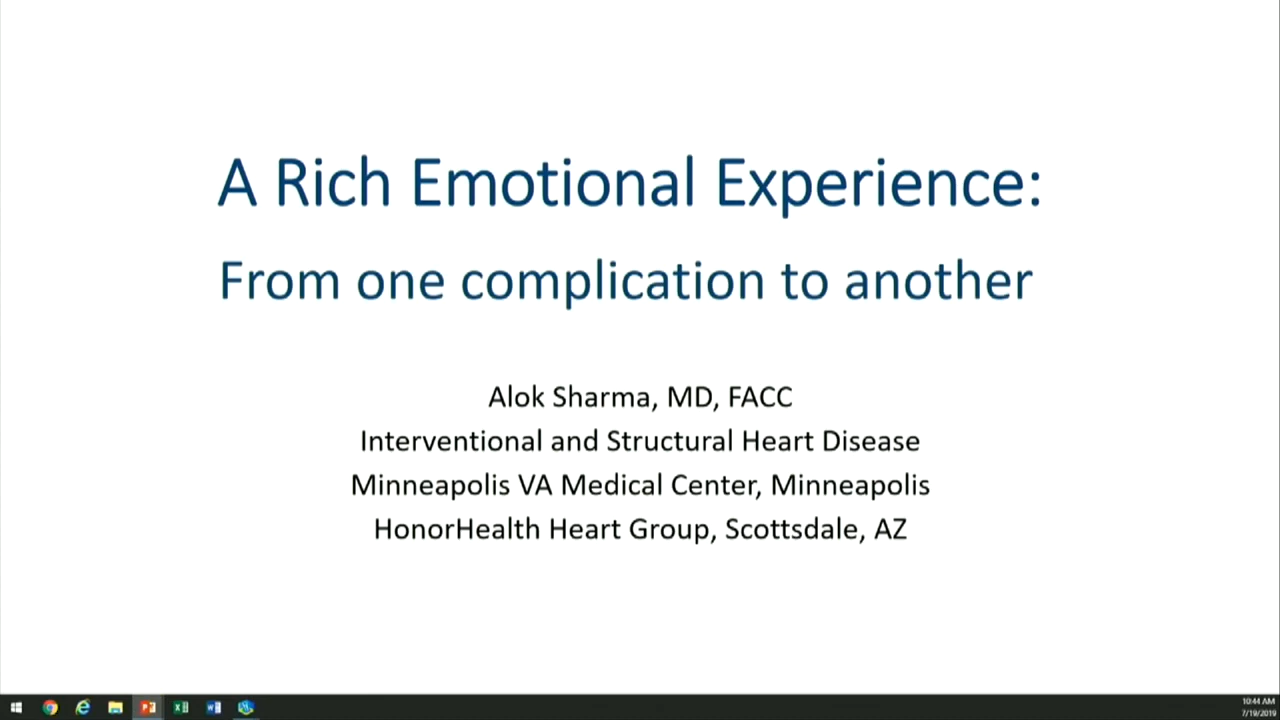 A Rich Emotional Experience:
From one complication to another
Alok Sharma, MD, FACC
Interventional and Structural Heart Disease
Minneapolis VA Medical Center, Minneapolis
HonorHealth Heart Group, Scottsdale, AZ
10:44 AM
7/19/2019